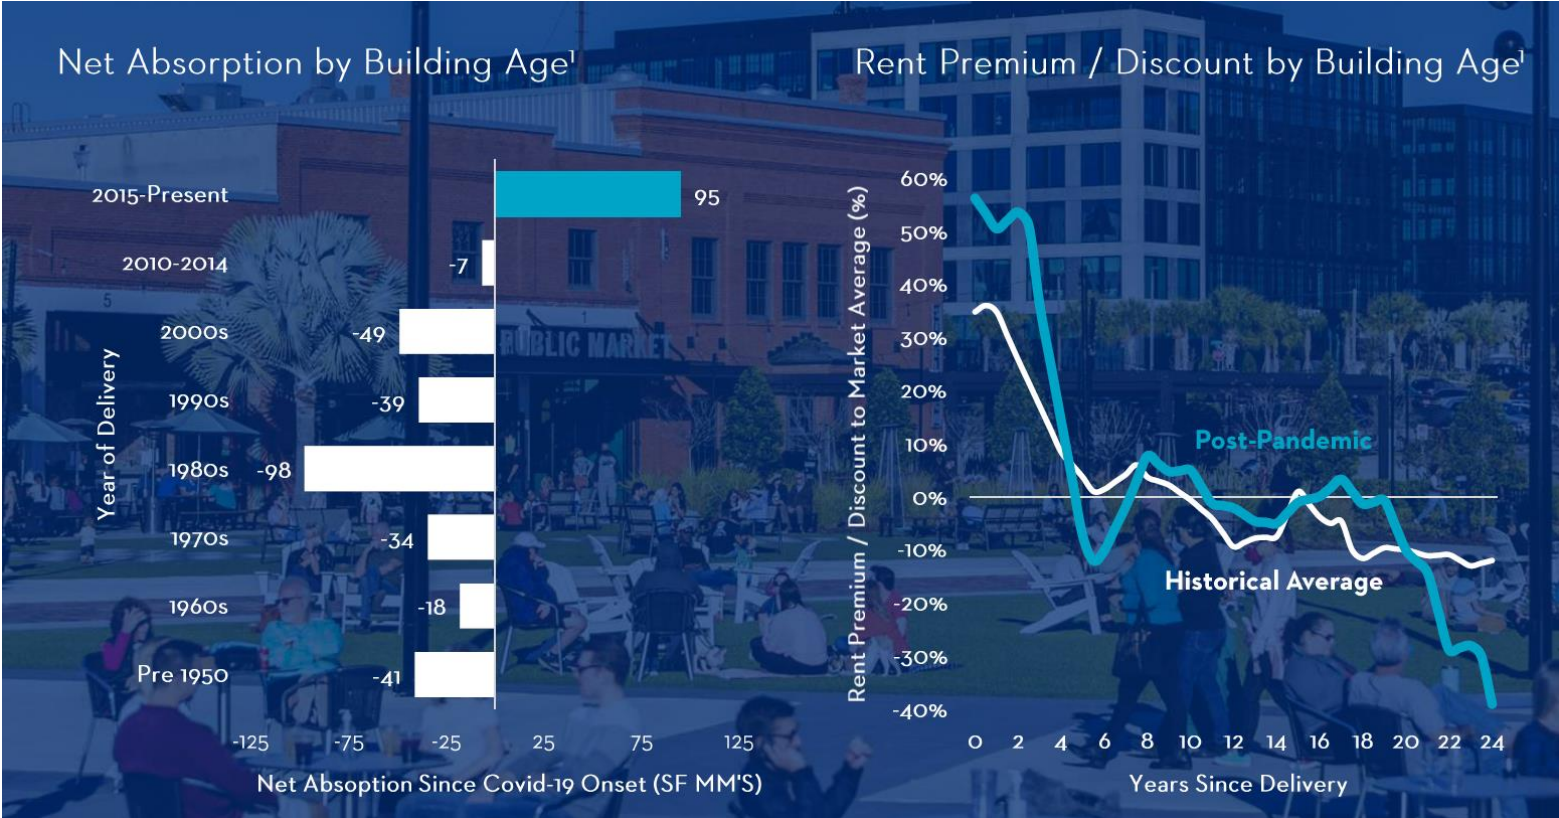 Net Absorption by Building Age¹
Year of Delivery
2015-Present
95
2010-2014
-7
2000s
-49
1990s
-39
1980s
-98
1970s
-34
1960s
-18
Pre 1950
-41
-125 -75 -25 25 75 125
Net Absoption Since Covid-19 Onset (SF MM'S)
5
1
PUBLIC MARKET
Rent Premium / Discount by Building Age¹
Rent Premium / Discount to Market Average (%)
60%
50%
40%
30%
20%
10%
0%
-10%
-20%
-30%
-40%
Post-Pandemic
Historical Average
0 2 4 6 8 10 12 14 16 18 20 22 24
Years Since Delivery